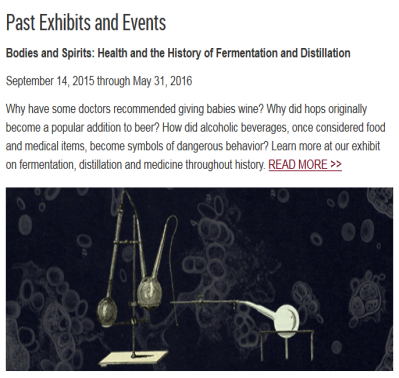 Past Exhibits and Events
Bodies and Spirits: Health and the History of Fermentation and Distillation
September 14, 2015 through May 31, 2016
Why have some doctors recommended giving babies wine? Why did hops originally
become a popular addition to beer? How did alcoholic beverages, once considered food
and medical items, become symbols of dangerous behavior? Learn more at our exhibit
on fermentation, distillation and medicine throughout history. READ MORE >>